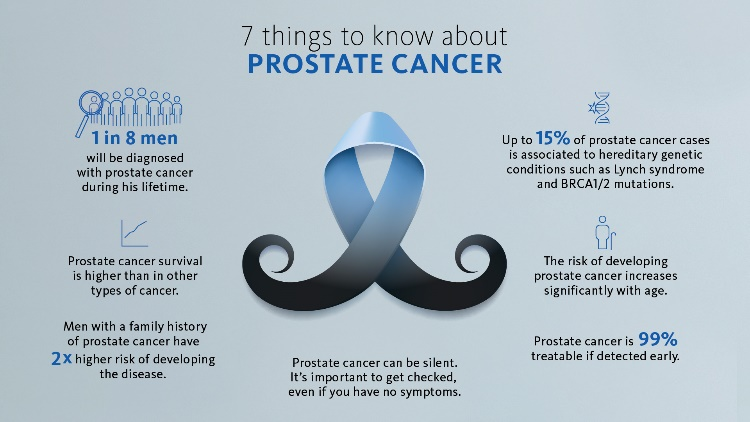 7 things to know about
PROSTATE CANCER
1 in 8 men
will be diagnosed
with prostate cancer
during his lifetime.
Prostate cancer survival
is higher than in other
types of cancer.
Men with a family history
of prostate cancer have
2x higher risk of developing
the disease.
Prostate cancer can be silent.
It's important to get checked,
even if you have no symptoms.
Up to 15% of prostate cancer cases
is associated to hereditary genetic
conditions such as Lynch syndrome
and BRCA1/2 mutations.
The risk of developing
prostate cancer increases
significantly with age.
Prostate cancer is 99%
treatable if detected early.